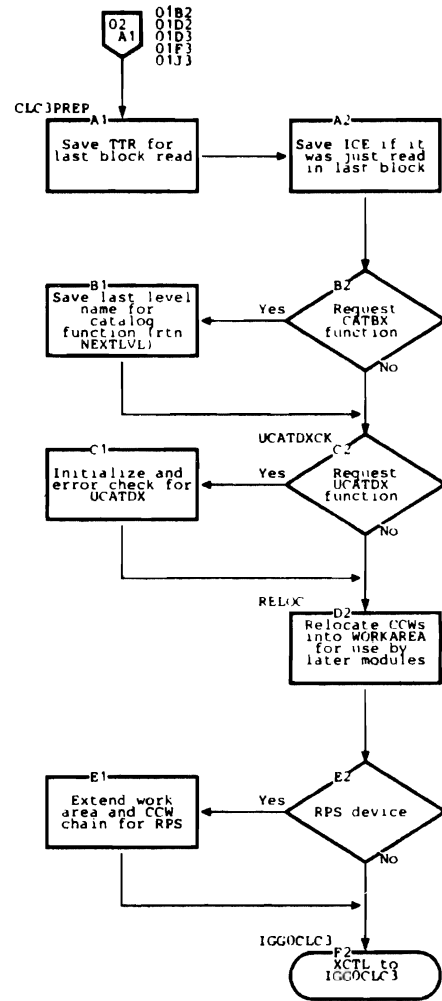 02
A1
01B2
01D2
01D3
01F3
01J3
CLC3PREP
A1
Save TTR for
last block read
A2
Save ICE if it
was just read
in last block
B1
Save last level
name for
catalog
function (rtn
NEXTLVL)
Yes
B2
Request
CATBX
function
No
UCATDXCK
C1
Initialize and
error check for
UCATDX
Yes
C2
Request
UCATDX
function
No
RELOC
D2
Relocate CCWs
into WORKAREA
for use by
later modules
E1
Extend work
area and CCW
chain for RPS
Yes
E2
RPS device
No
IGG0CLC3
F2
XCTL to
IGG0CLC3